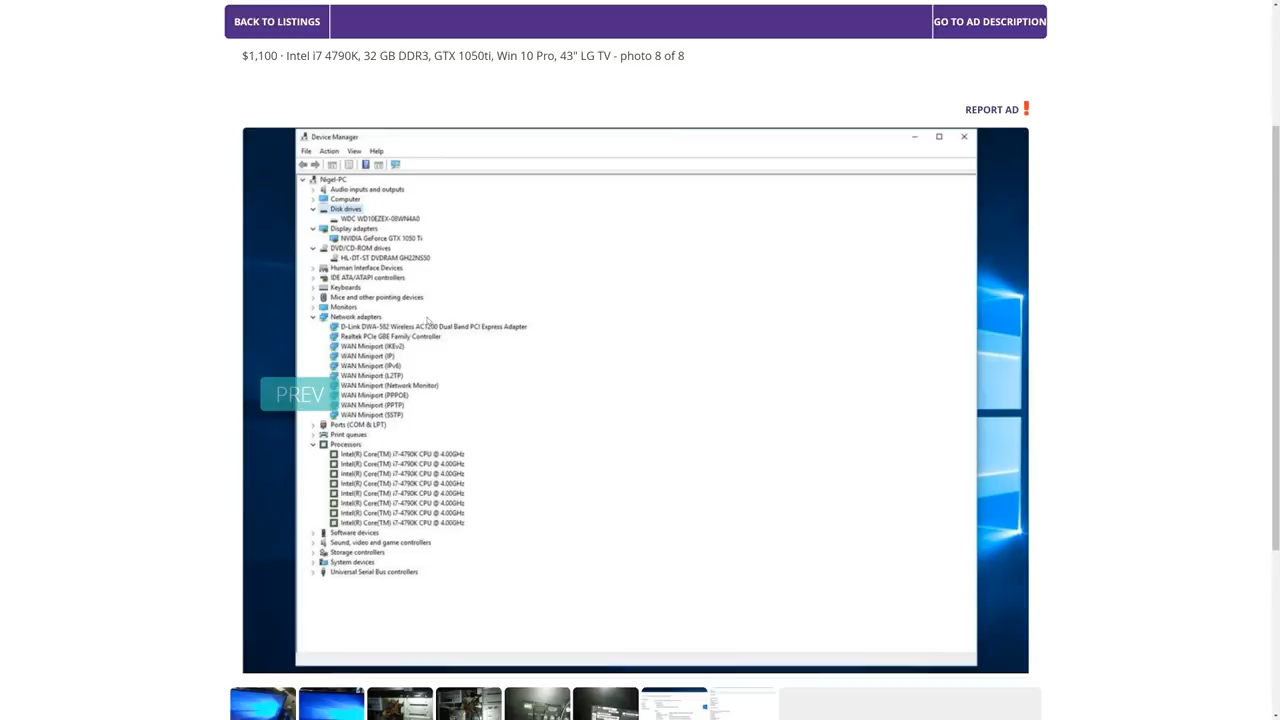 BACK TO LISTINGS
GO TO AD DESCRIPTION
$1,100 · Intel i7 4790K, 32 GB DDR3, GTX 1050ti, Win 10 Pro, 43" LG TV - photo 8 of 8
REPORT AD
Device Manager
File Action View Help
Nigel-PC
Audio inputs and outputs
Computer
Disk drives
WDC WD10EZEX-08WN4A0
Display adapters
NVIDIA GeForce GTX 1050 Ti
DVD/CD-ROM drives
HL-DT-ST DVDRAM GH22NS50
Human Interface Devices
IDE ATA/ATAPI controllers
Keyboards
Mice and other pointing devices
Monitors
Network adapters
D-Link DWA-582 Wireless AC1200 Dual Band PCI Express Adapter
Realtek PCIe GBE Family Controller
WAN Miniport (IKEv2)
WAN Miniport (IP)
WAN Miniport (IPv6)
WAN Miniport (L2TP)
WAN Miniport (Network Monitor)
PREV
WAN Miniport (PPPOE)
WAN Miniport (PPTP)
WAN Miniport (SSTP)
Ports (COM & LPT)
Print queues
Processors
Intel(R) Core(TM) i7-4790K CPU @ 4.00GHz
Intel(R) Core(TM) i7-4790K CPU @ 4.00GHz
Intel(R) Core(TM) i7-4790K CPU @ 4.00GHz
Intel(R) Core(TM) i7-4790K CPU @ 4.00GHz
Intel(R) Core(TM) i7-4790K CPU @ 4.00GHz
Intel(R) Core(TM) i7-4790K CPU @ 4.00GHz
Intel(R) Core(TM) i7-4790K CPU @ 4.00GHz
Intel(R) Core(TM) i7-4790K CPU @ 4.00GHz
Software devices
Sound, video and game controllers
Storage controllers
System devices
Universal Serial Bus controllers